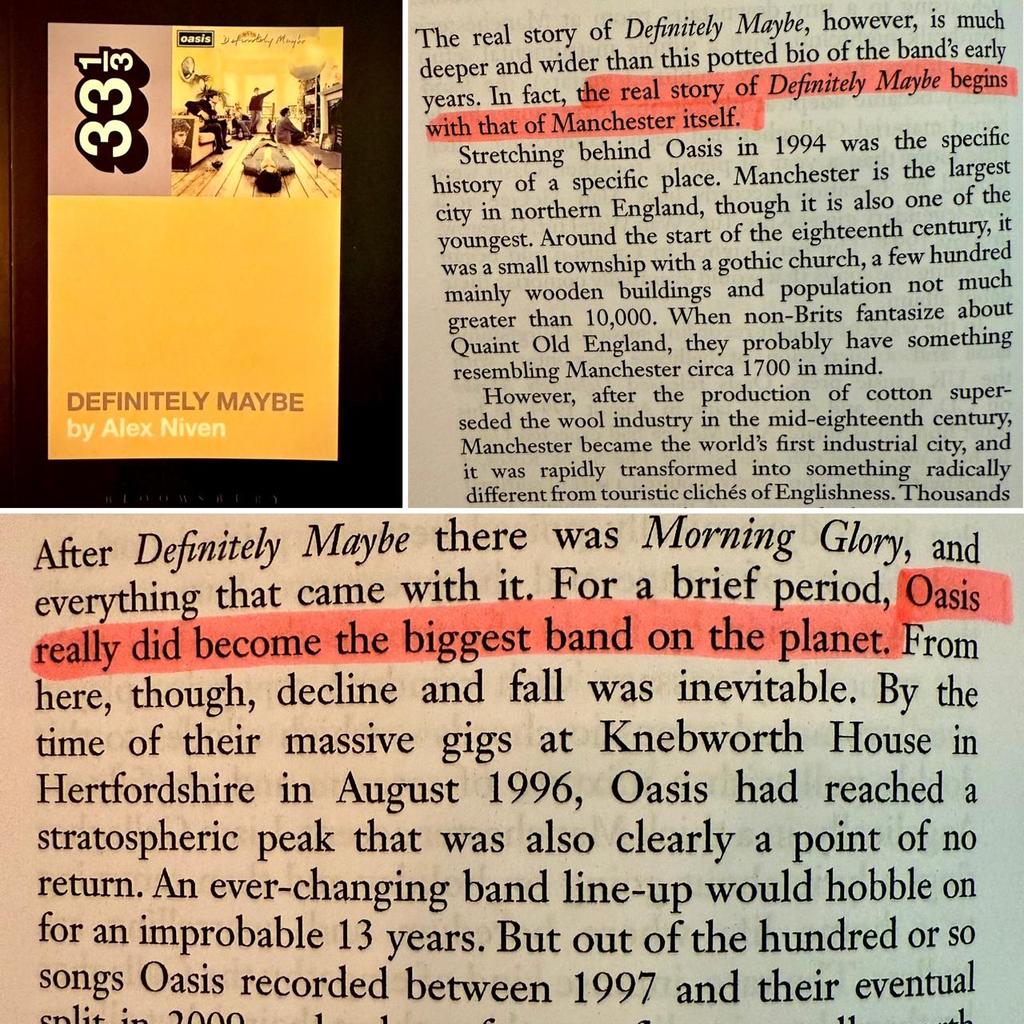 33 1/3
oasis
Definitely Maybe
DEFINITELY MAYBE
by Alex Niven
BLOOMSBURY
The real story of Definitely Maybe, however, is much
deeper and wider than this potted bio of the band's early
years. In fact, the real story of Definitely Maybe begins
with that of Manchester itself.
Stretching behind Oasis in 1994 was the specific
history of a specific place. Manchester is the largest
city in northern England, though it is also one of the
youngest. Around the start of the eighteenth century, it
was a small township with a gothic church, a few hundred
mainly wooden buildings and population not much
greater than 10,000. When non-Brits fantasize about
Quaint Old England, they probably have something
resembling Manchester circa 1700 in mind.
However, after the production of cotton super-
seded the wool industry in the mid-eighteenth century,
Manchester became the world's first industrial city, and
it was rapidly transformed into something radically
different from touristic clichés of Englishness. Thousands
After Definitely Maybe there was Morning Glory, and
everything that came with it. For a brief period, Oasis
really did become the biggest band on the planet. From
here, though, decline and fall was inevitable. By the
time of their massive gigs at Knebworth House in
Hertfordshire in August 1996, Oasis had reached a
stratospheric peak that was also clearly a point of no
return. An ever-changing band line-up would hobble on
for an improbable 13 years. But out of the hundred or so
songs Oasis recorded between 1997 and their eventual
split in 2009